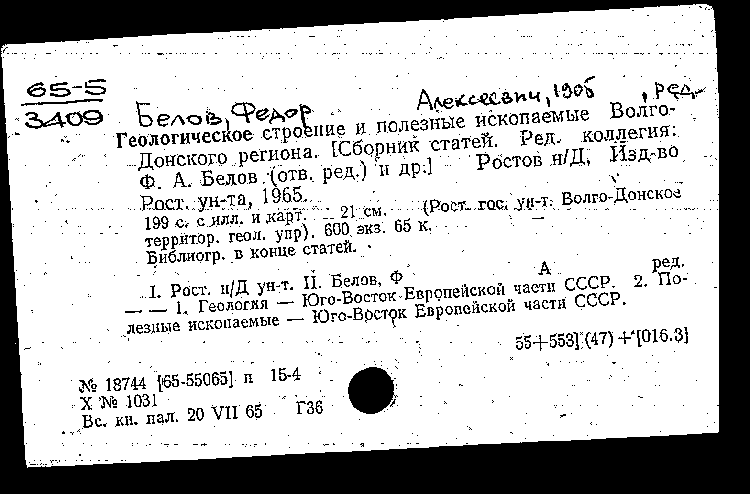 65-5
3409
Белов, Федор Алексеевич, 1905 , ред.
Геологическое строение и полезные ископаемые Волго-
Донского региона. [Сборник статей. Ред. коллегия:
Ф. А. Белов (отв. ред.) и др.] Ростов н/Д, Изд-во
Рост. ун-та, 1965.
199 с. с илл. и карт. 21 см. (Рост. гос. ун-т. Волго-Донское
территор. геол. упр). 600 экз. 65 к.
Библиогр. в конце статей.
I. Рост. н/Д ун-т. II. Белов, Ф А ред.
— — 1. Геология — Юго-Восток Европейской части СССР. 2. По-
лезные ископаемые — Юго-Восток Европейской части СССР.
55+553](47)+[016.3]
№ 18744 [65-55065] п 15-4
X № 1031
Вс. кн. пал. 20 VII 65 Г36